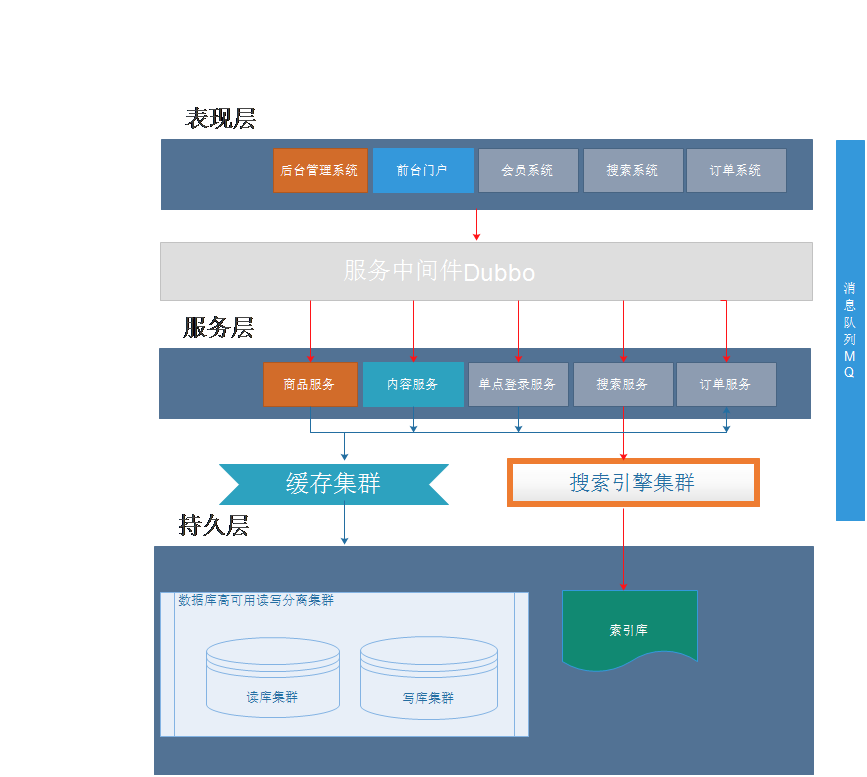 表现层
后台管理系统
前台门户
会员系统
搜索系统
订单系统
服务中间件Dubbo
服务层
商品服务
内容服务
单点登录服务
搜索服务
订单服务
缓存集群
搜索引擎集群
持久层
数据库高可用读写分离集群
读库集群
写库集群
索引库
消
息
队
列
M
Q